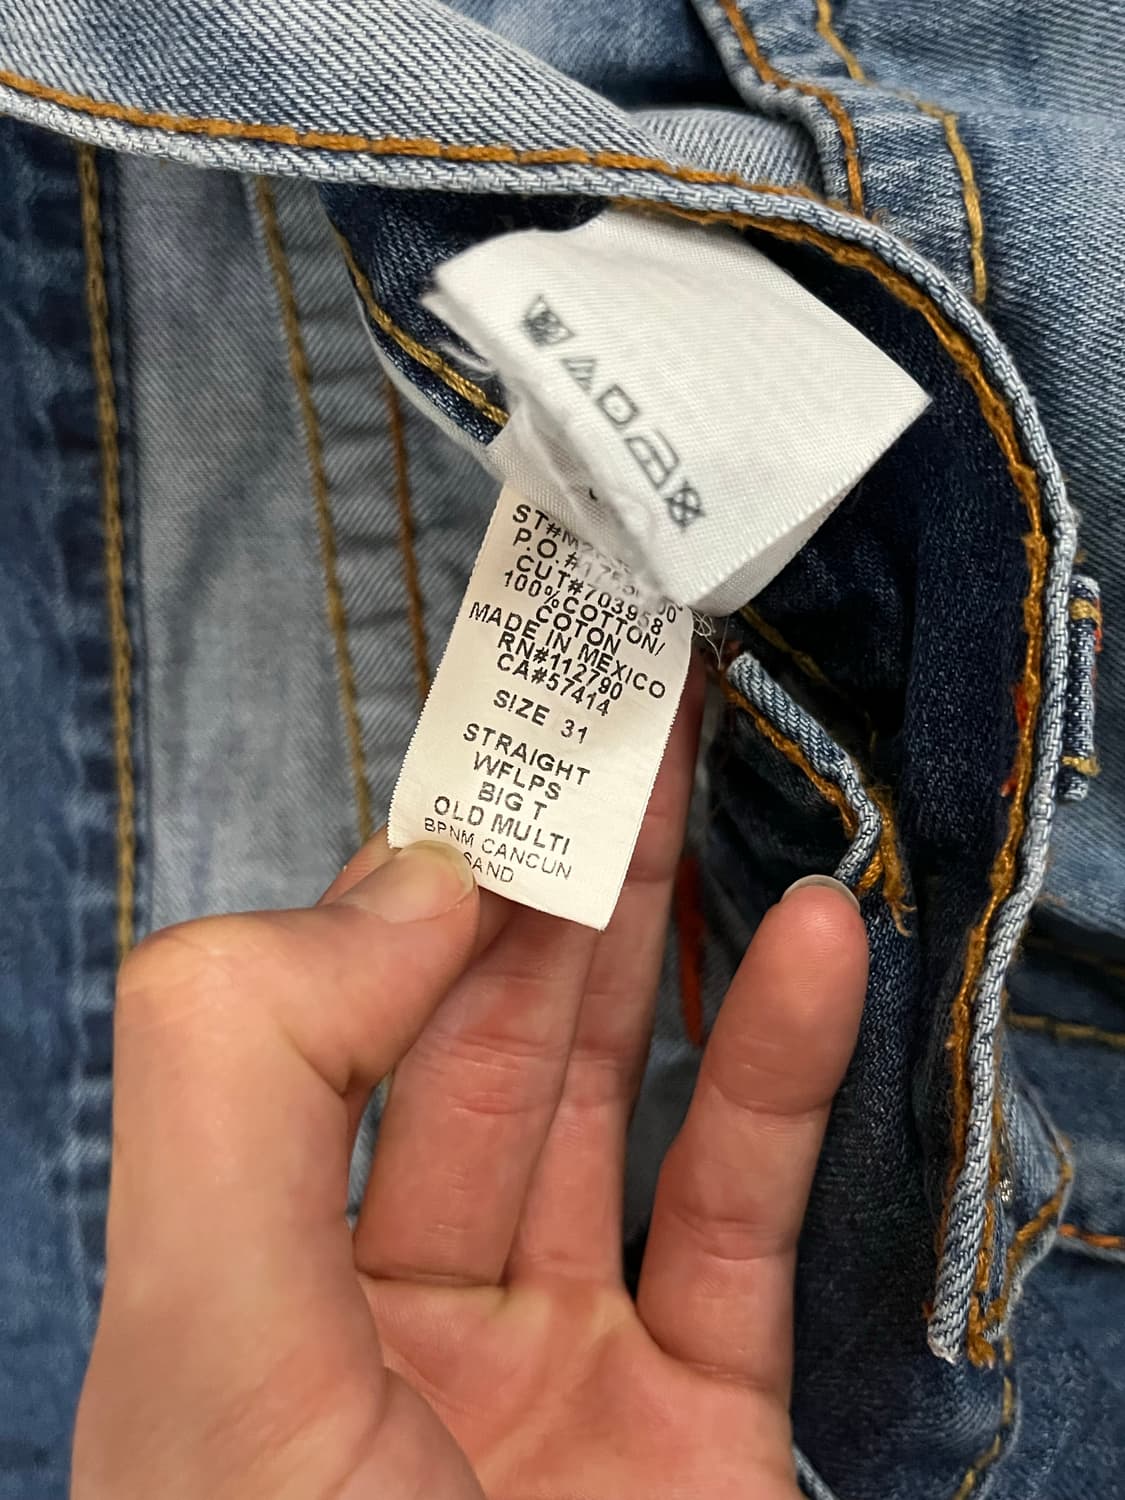 ST#
P.O.
CUT#703958
100%COTTON/
COTON
MADE IN MEXICO
RN#112790
CA#57414
SIZE 31
STRAIGHT
WFLPS
BIG T
OLD MULTI
BPNM CANCUN
SAND